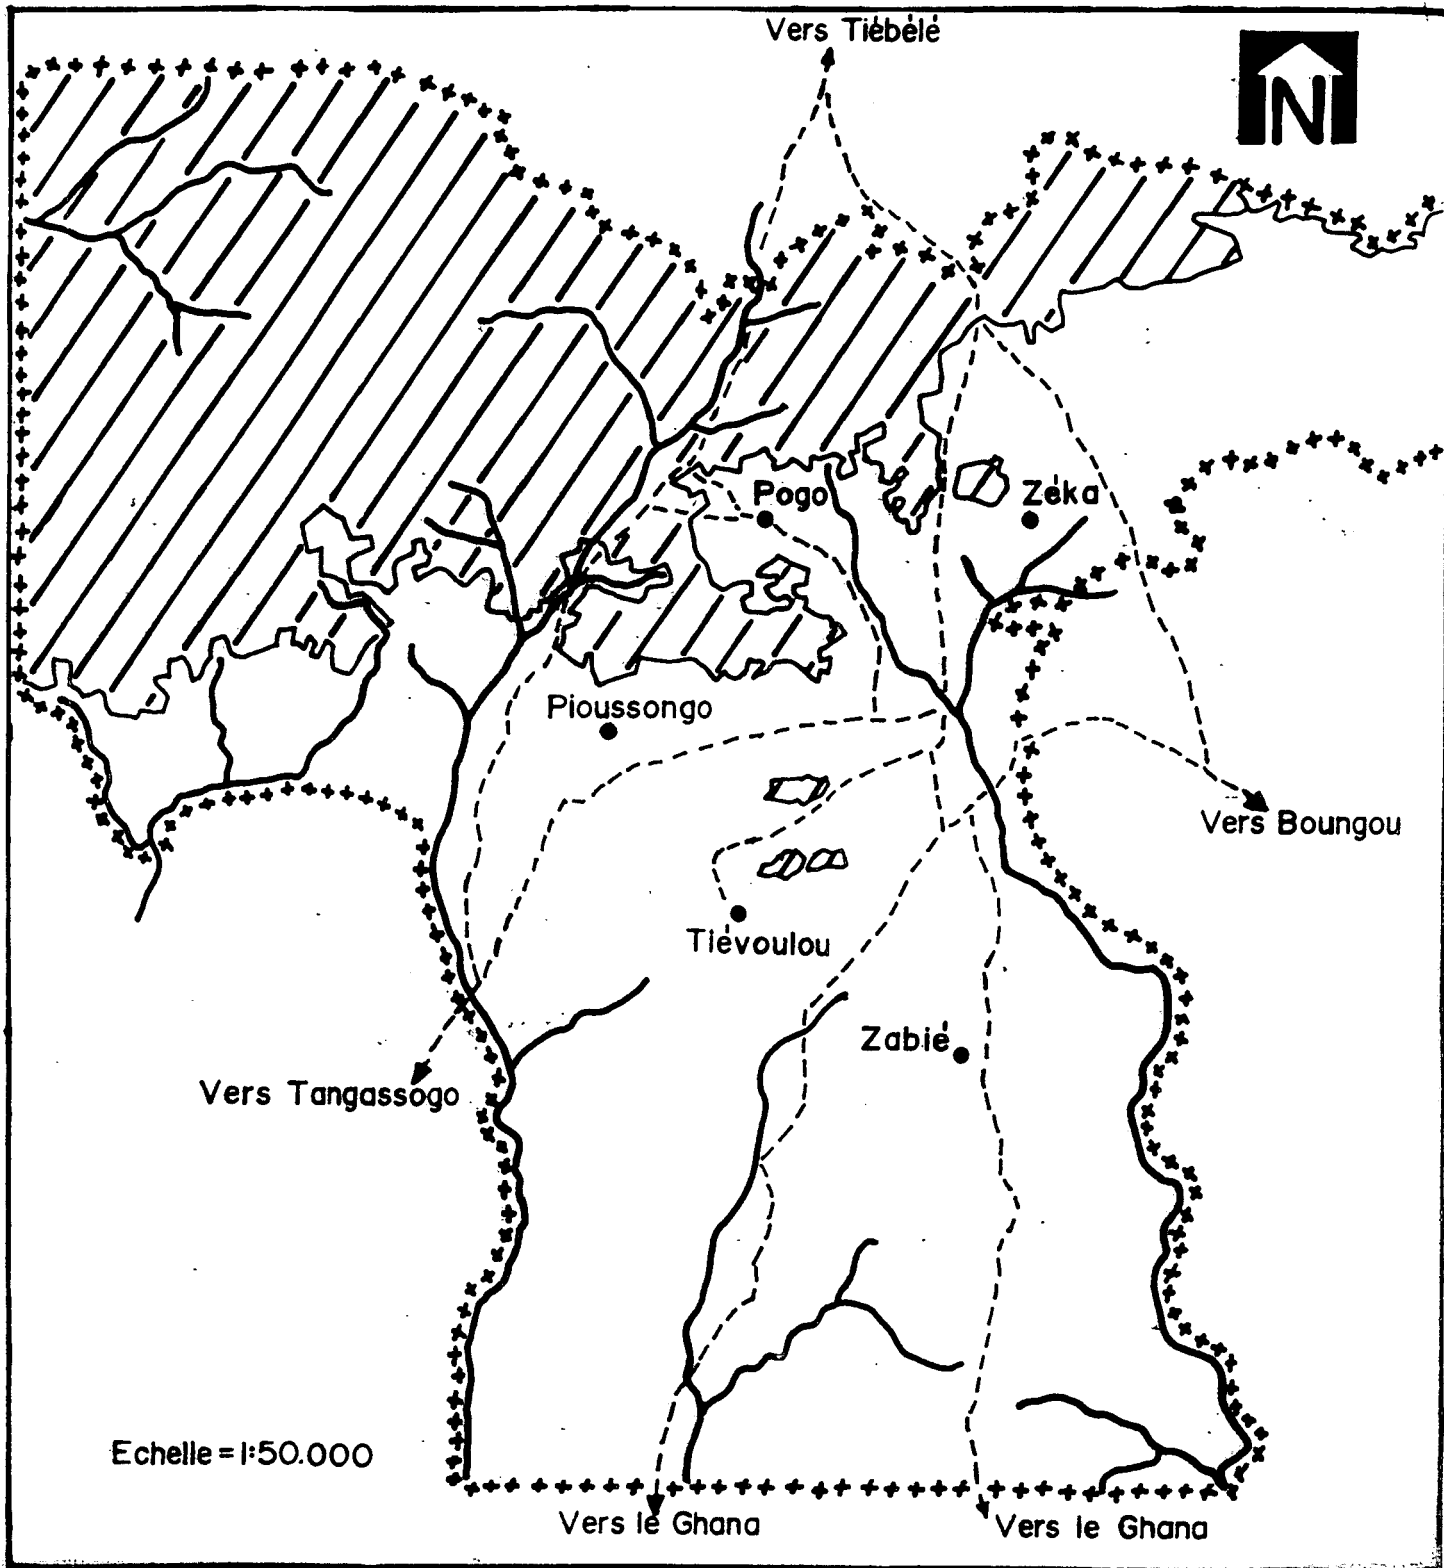 Vers Tiébélé
N
Pogo
Zéka
Pioussongo
Vers Boungou
Tiévoulou
Zabié
Vers Tangassogo
Echelle = 1:50.000
Vers le Ghana
Vers le Ghana